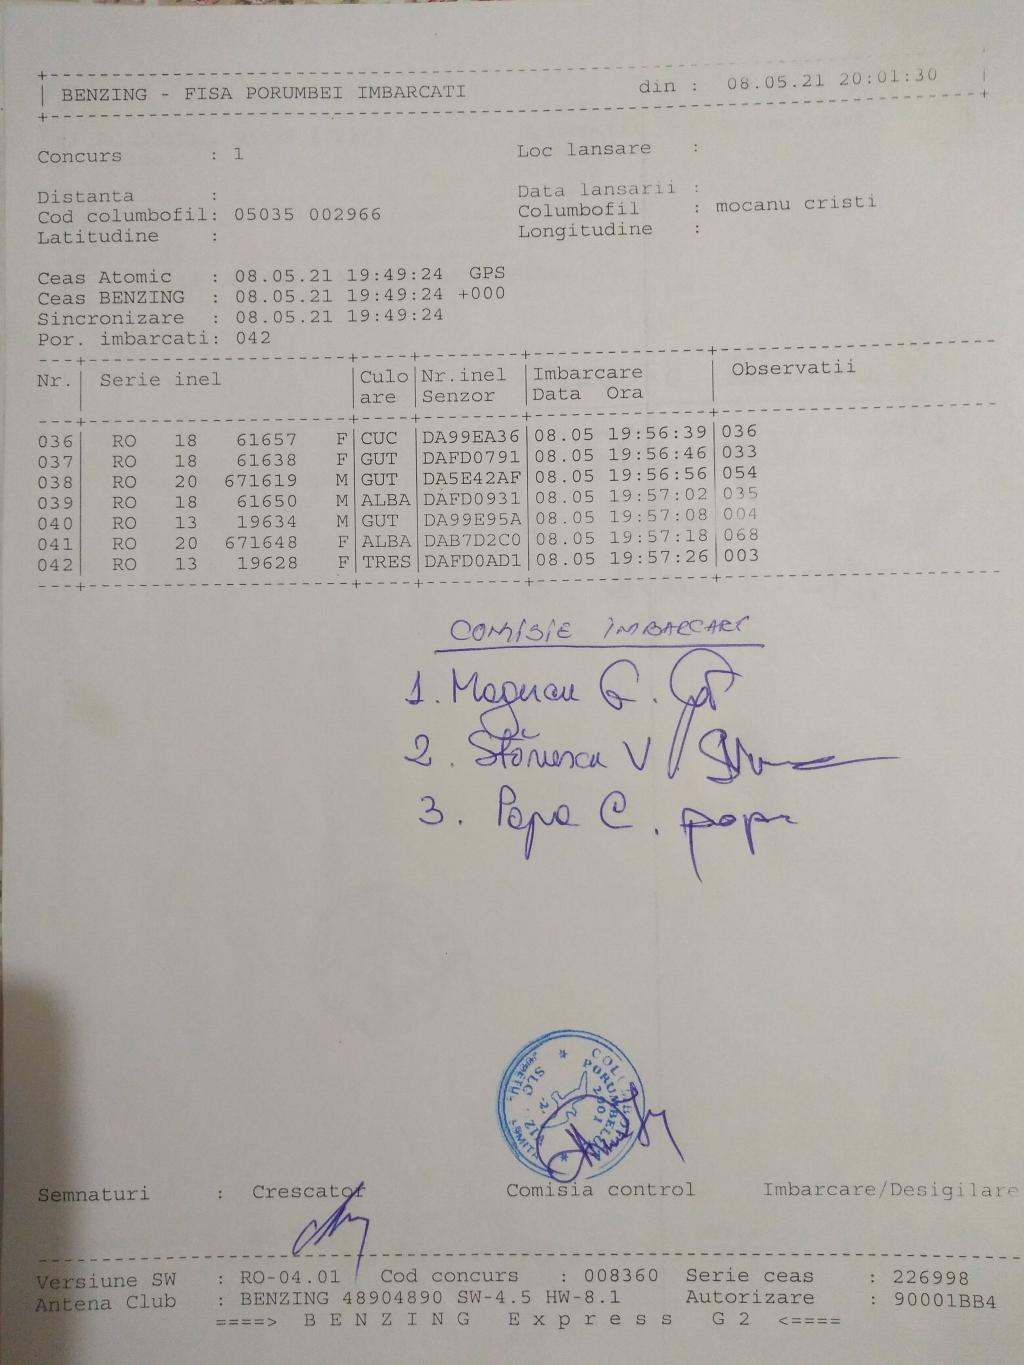 BENZING - FISA PORUMBEI IMBARCATI din : 08.05.21 20:01:30
Concurs : 1 Loc lansare :
Distanta : Data lansarii :
Cod columbofil: 05035 002966 Columbofil : mocanu cristi
Latitudine : Longitudine :
Ceas Atomic : 08.05.21 19:49:24 GPS
Ceas BENZING : 08.05.21 19:49:24 +000
Sincronizare : 08.05.21 19:49:24
Por. imbarcati: 042
Nr. Serie inel Culo Nr.inel Imbarcare Observatii
are Senzor Data Ora
036 RO 18 61657 F CUC DA99EA36 08.05 19:56:39 036
037 RO 18 61638 F GUT DAFD0791 08.05 19:56:46 033
038 RO 20 671619 M GUT DA5E42AF 08.05 19:56:56 054
039 RO 18 61650 M ALBA DAFD0931 08.05 19:57:02 035
040 RO 13 19634 M GUT DA99E95A 08.05 19:57:08 004
041 RO 20 671648 F ALBA DAB7D2C0 08.05 19:57:18 068
042 RO 13 19628 F TRES DAFD0AD1 08.05 19:57:26 003
COMISIE IMBARCARE
1. G.
2. Stănescu V
3. Popa C. popa
PORUMBEI
2001
SLC
Semnaturi : Crescator Comisia control Imbarcare/Desigilare
Versiune SW : RO-04.01 Cod concurs : 008360 Serie ceas : 226998
Antena Club : BENZING 48904890 SW-4.5 HW-8.1 Autorizare : 90001BB4
====> B E N Z I N G E x p r e s s G 2 <====